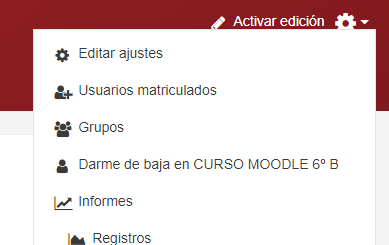 Activar edición
Editar ajustes
Usuarios matriculados
Grupos
Darme de baja en CURSO MOODLE 6º B
Informes
Registros